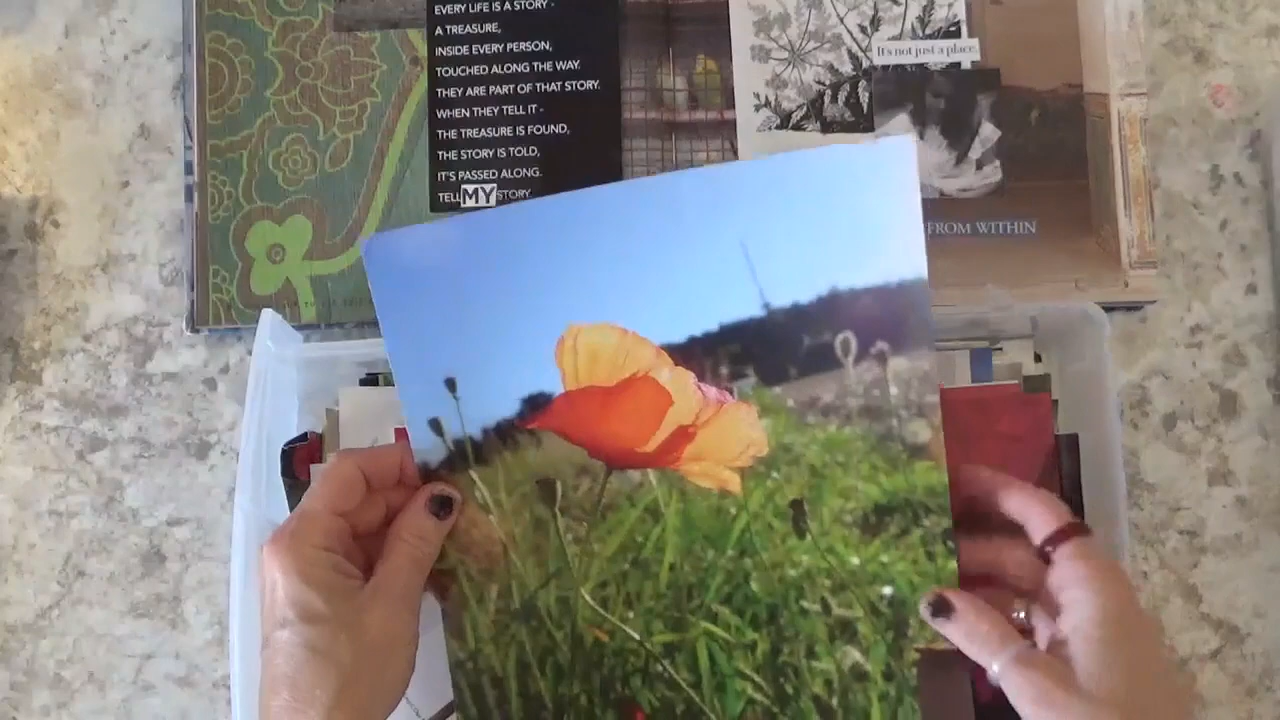 EVERY LIFE IS A STORY -
A TREASURE,
INSIDE EVERY PERSON,
TOUCHED ALONG THE WAY.
THEY ARE PART OF THAT STORY.
WHEN THEY TELL IT -
THE TREASURE IS FOUND,
THE STORY IS TOLD,
IT'S PASSED ALONG.
TELL MY STORY
It's not just a place.
FROM WITHIN